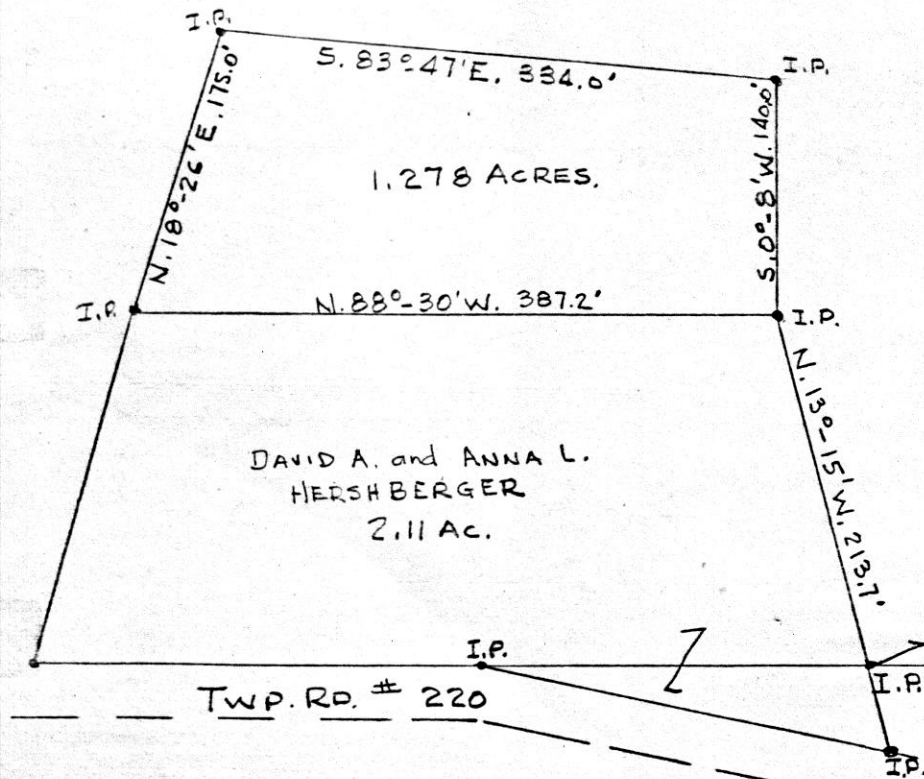 I.P.
S. 83°-47'E. 334.0'
I.P.
N. 18°-26'E. 175.0'
1.278 ACRES.
S. 0°-8'W. 140.0'
I.P.
N. 88°-30'W. 387.2'
I.P.
N. 13°-15'W. 213.7'
DAVID A. and ANNA L.
HERSHBERGER
2.11 AC.
I.P.
I.P.
TWP. RD. # 220
I.P.